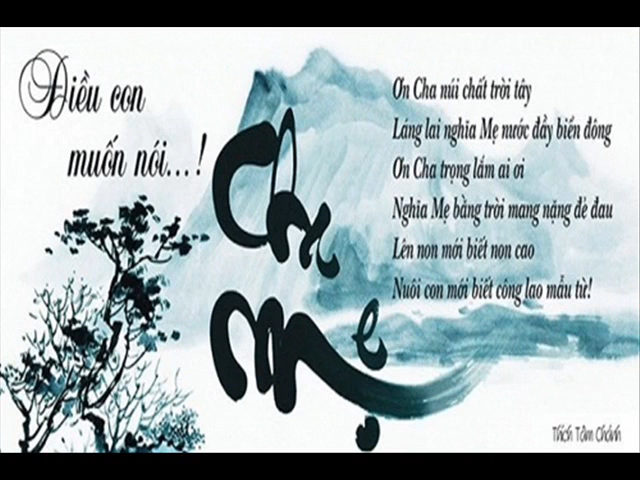 Điều con
muốn nói...!
Cha
Mẹ
Ơn Cha núi chất trời tây
Láng lai nghĩa Mẹ nước đầy biển đông
Ơn Cha trọng lắm ai ơi
Nghĩa Mẹ bằng trời mang nặng đẻ đau
Lên non mới biết non cao
Nuôi con mới biết công lao mẫu từ!
Thích Tâm Chánh